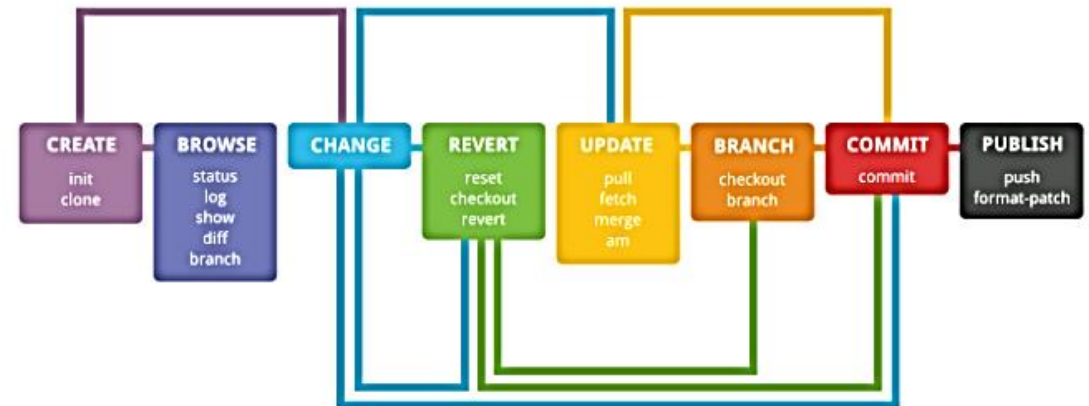 CREATE
init
clone
BROWSE
status
log
show
diff
branch
CHANGE
REVERT
reset
checkout
revert
UPDATE
pull
fetch
merge
am
BRANCH
checkout
branch
COMMIT
commit
PUBLISH
push
format-patch